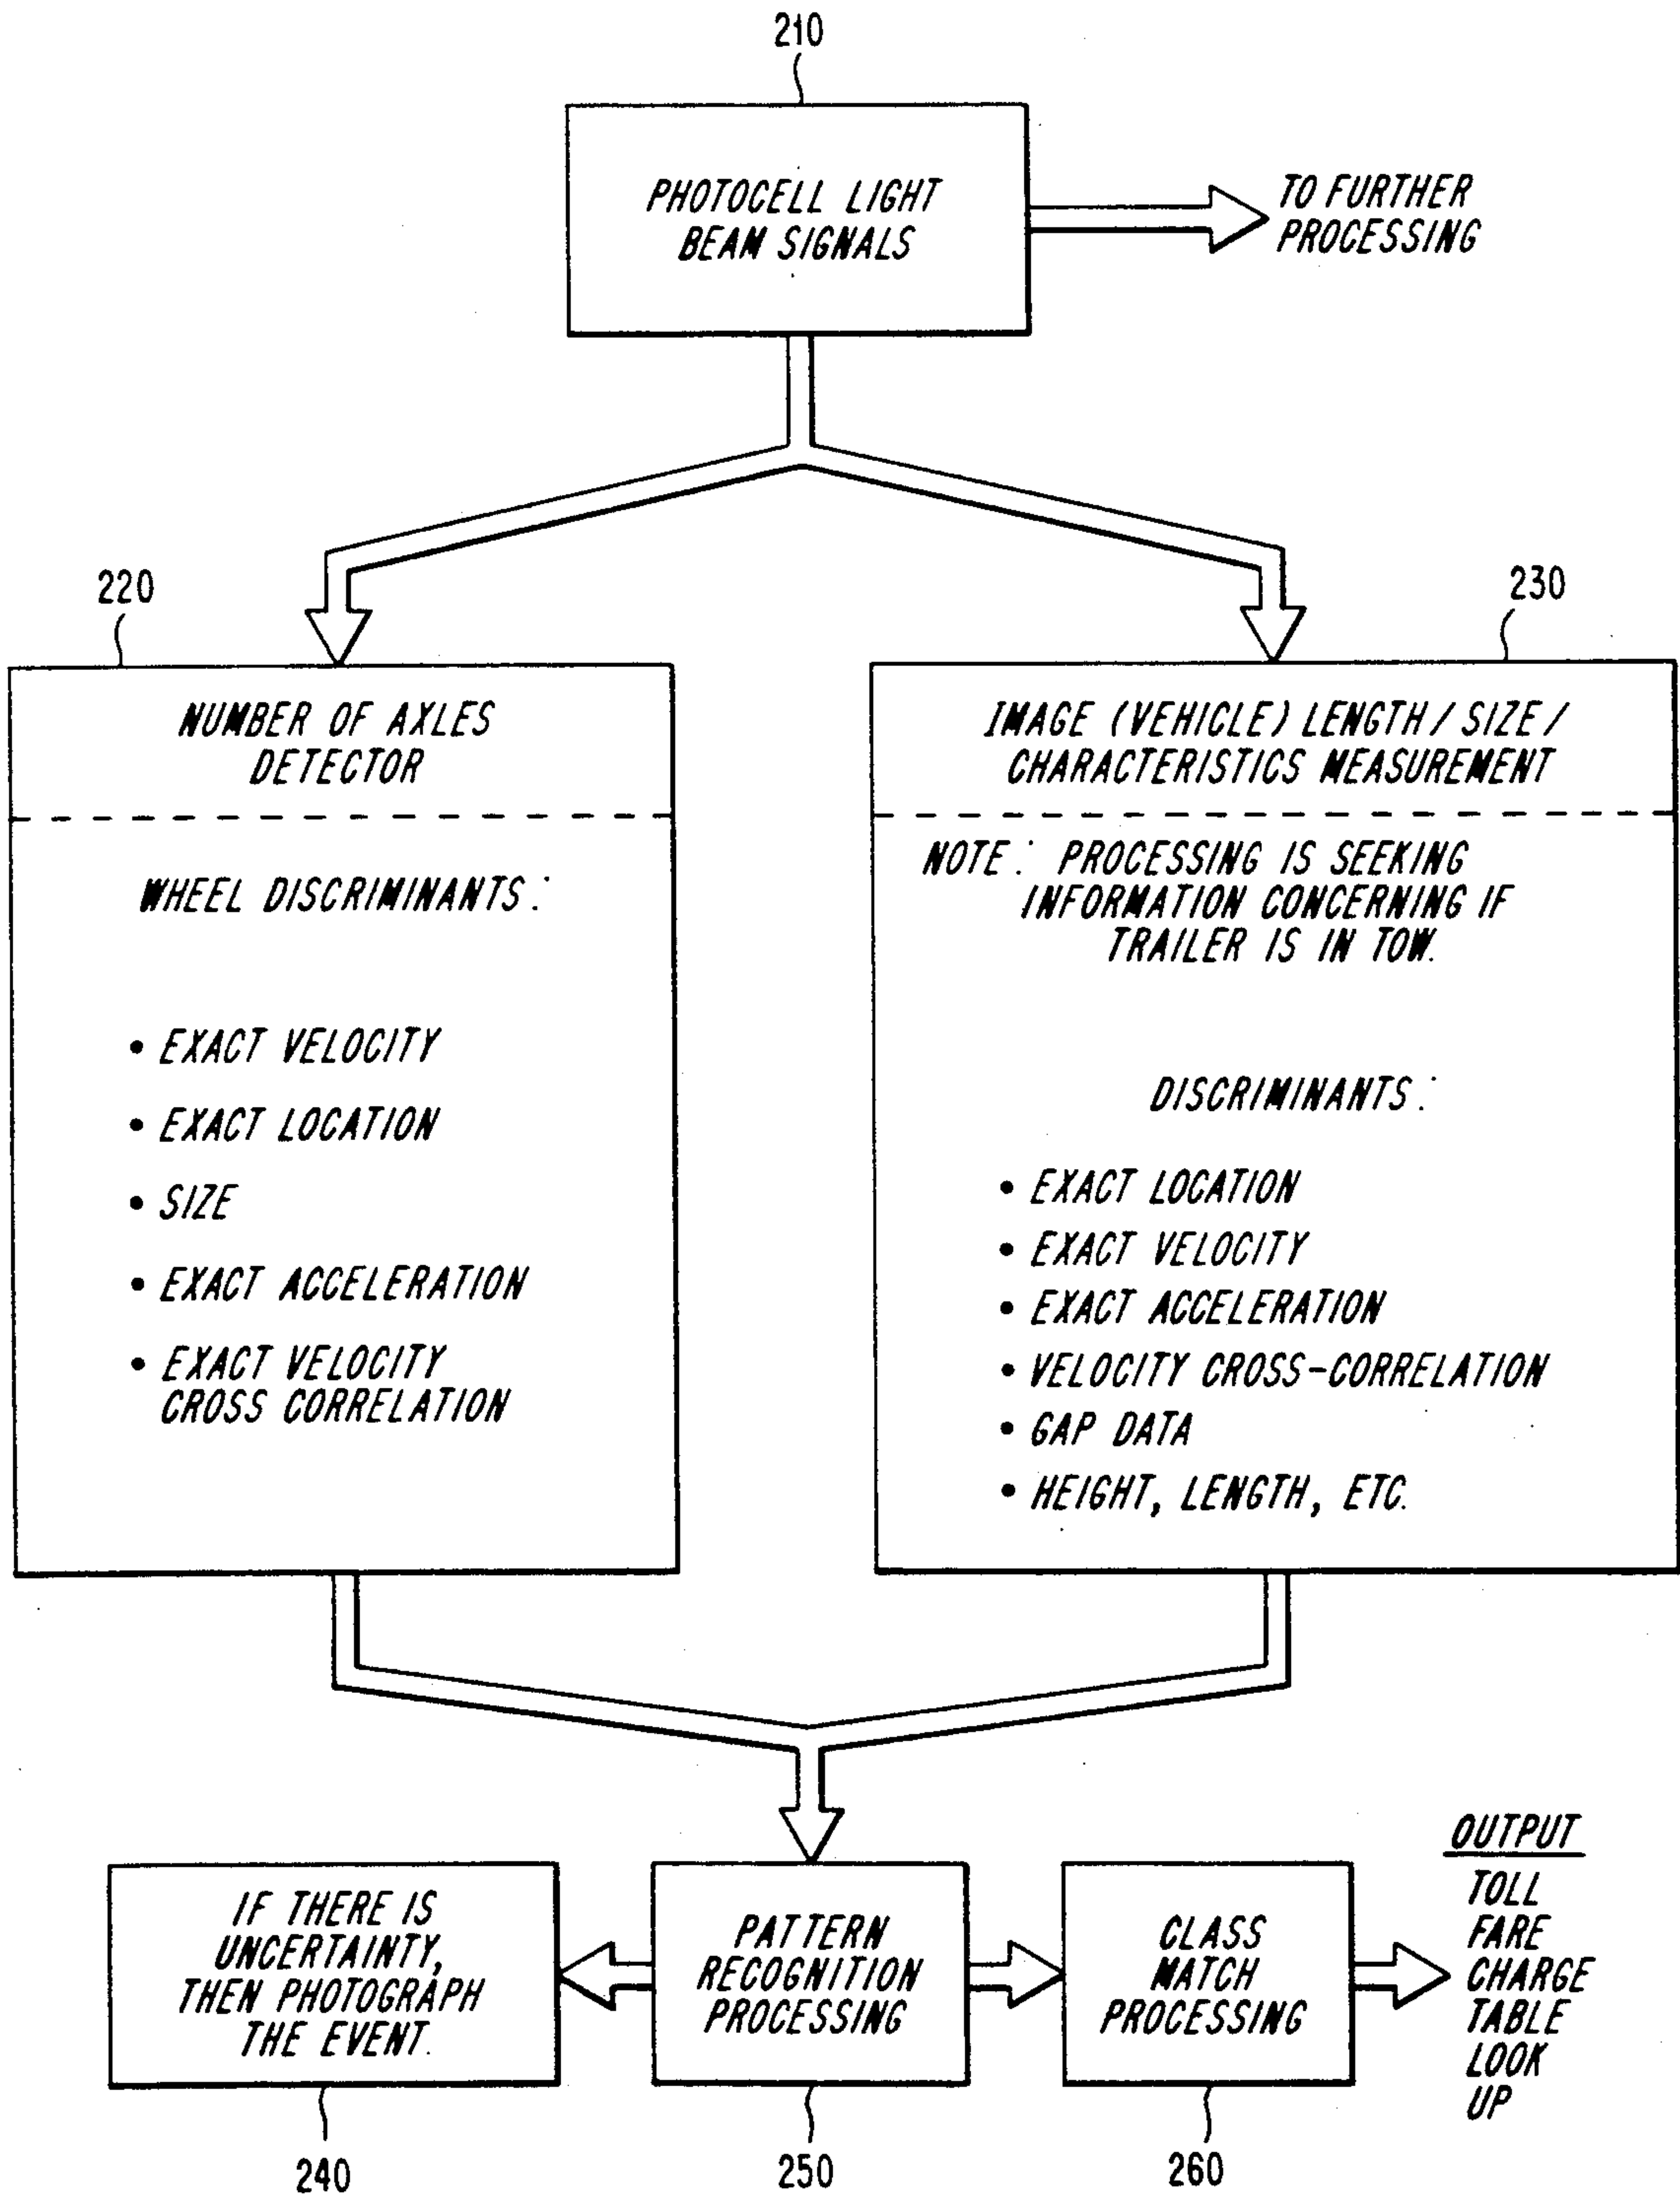 210
PHOTOCELL LIGHT
BEAM SIGNALS
TO FURTHER
PROCESSING
220
NUMBER OF AXLES
DETECTOR
WHEEL DISCRIMINANTS:
• EXACT VELOCITY
• EXACT LOCATION
• SIZE
• EXACT ACCELERATION
• EXACT VELOCITY
CROSS CORRELATION
230
IMAGE (VEHICLE) LENGTH / SIZE /
CHARACTERISTICS MEASUREMENT
NOTE: PROCESSING IS SEEKING
INFORMATION CONCERNING IF
TRAILER IS IN TOW.
DISCRIMINANTS:
• EXACT LOCATION
• EXACT VELOCITY
• EXACT ACCELERATION
• VELOCITY CROSS-CORRELATION
• GAP DATA
• HEIGHT, LENGTH, ETC.
IF THERE IS
UNCERTAINTY,
THEN PHOTOGRAPH
THE EVENT.
240
PATTERN
RECOGNITION
PROCESSING
250
CLASS
MATCH
PROCESSING
260
OUTPUT
TOLL
FARE
CHARGE
TABLE
LOOK
UP